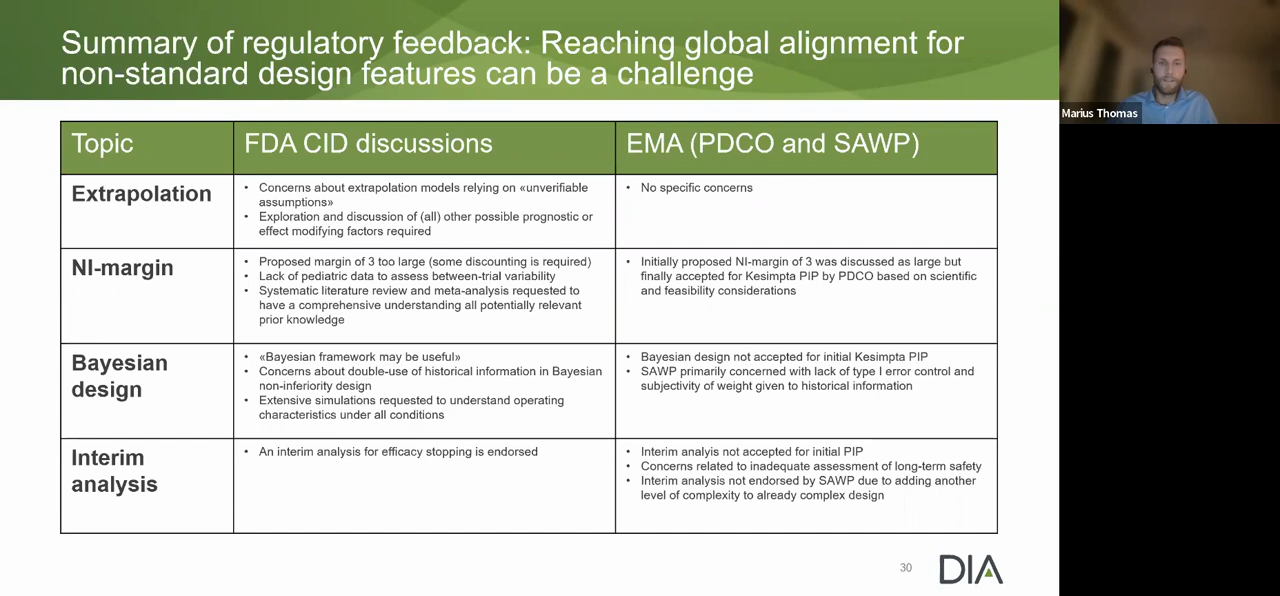 Summary of regulatory feedback: Reaching global alignment for
non-standard design features can be a challenge
Marius Thomas
Topic
FDA CID discussions
EMA (PDCO and SAWP)
Extrapolation
• Concerns about extrapolation models relying on «unverifiable
assumptions»
• Exploration and discussion of (all) other possible prognostic or
effect modifying factors required
• No specific concerns
NI-margin
• Proposed margin of 3 too large (some discounting is required)
• Lack of pediatric data to assess between-trial variability
• Systematic literature review and meta-analysis requested to
have a comprehensive understanding all potentially relevant
prior knowledge
• Initially proposed NI-margin of 3 was discussed as large but
finally accepted for Kesimpta PIP by PDCO based on scientific
and feasibility considerations
Bayesian
design
• «Bayesian framework may be useful»
• Concerns about double-use of historical information in Bayesian
non-inferiority design
• Extensive simulations requested to understand operating
characteristics under all conditions
• Bayesian design not accepted for initial Kesimpta PIP
• SAWP primarily concerned with lack of type I error control and
subjectivity of weight given to historical information
Interim
analysis
• An interim analysis for efficacy stopping is endorsed
• Interim analyis not accepted for initial PIP
• Concerns related to inadequate assessment of long-term safety
• Interim analysis not endorsed by SAWP due to adding another
level of complexity to already complex design
30
DIA